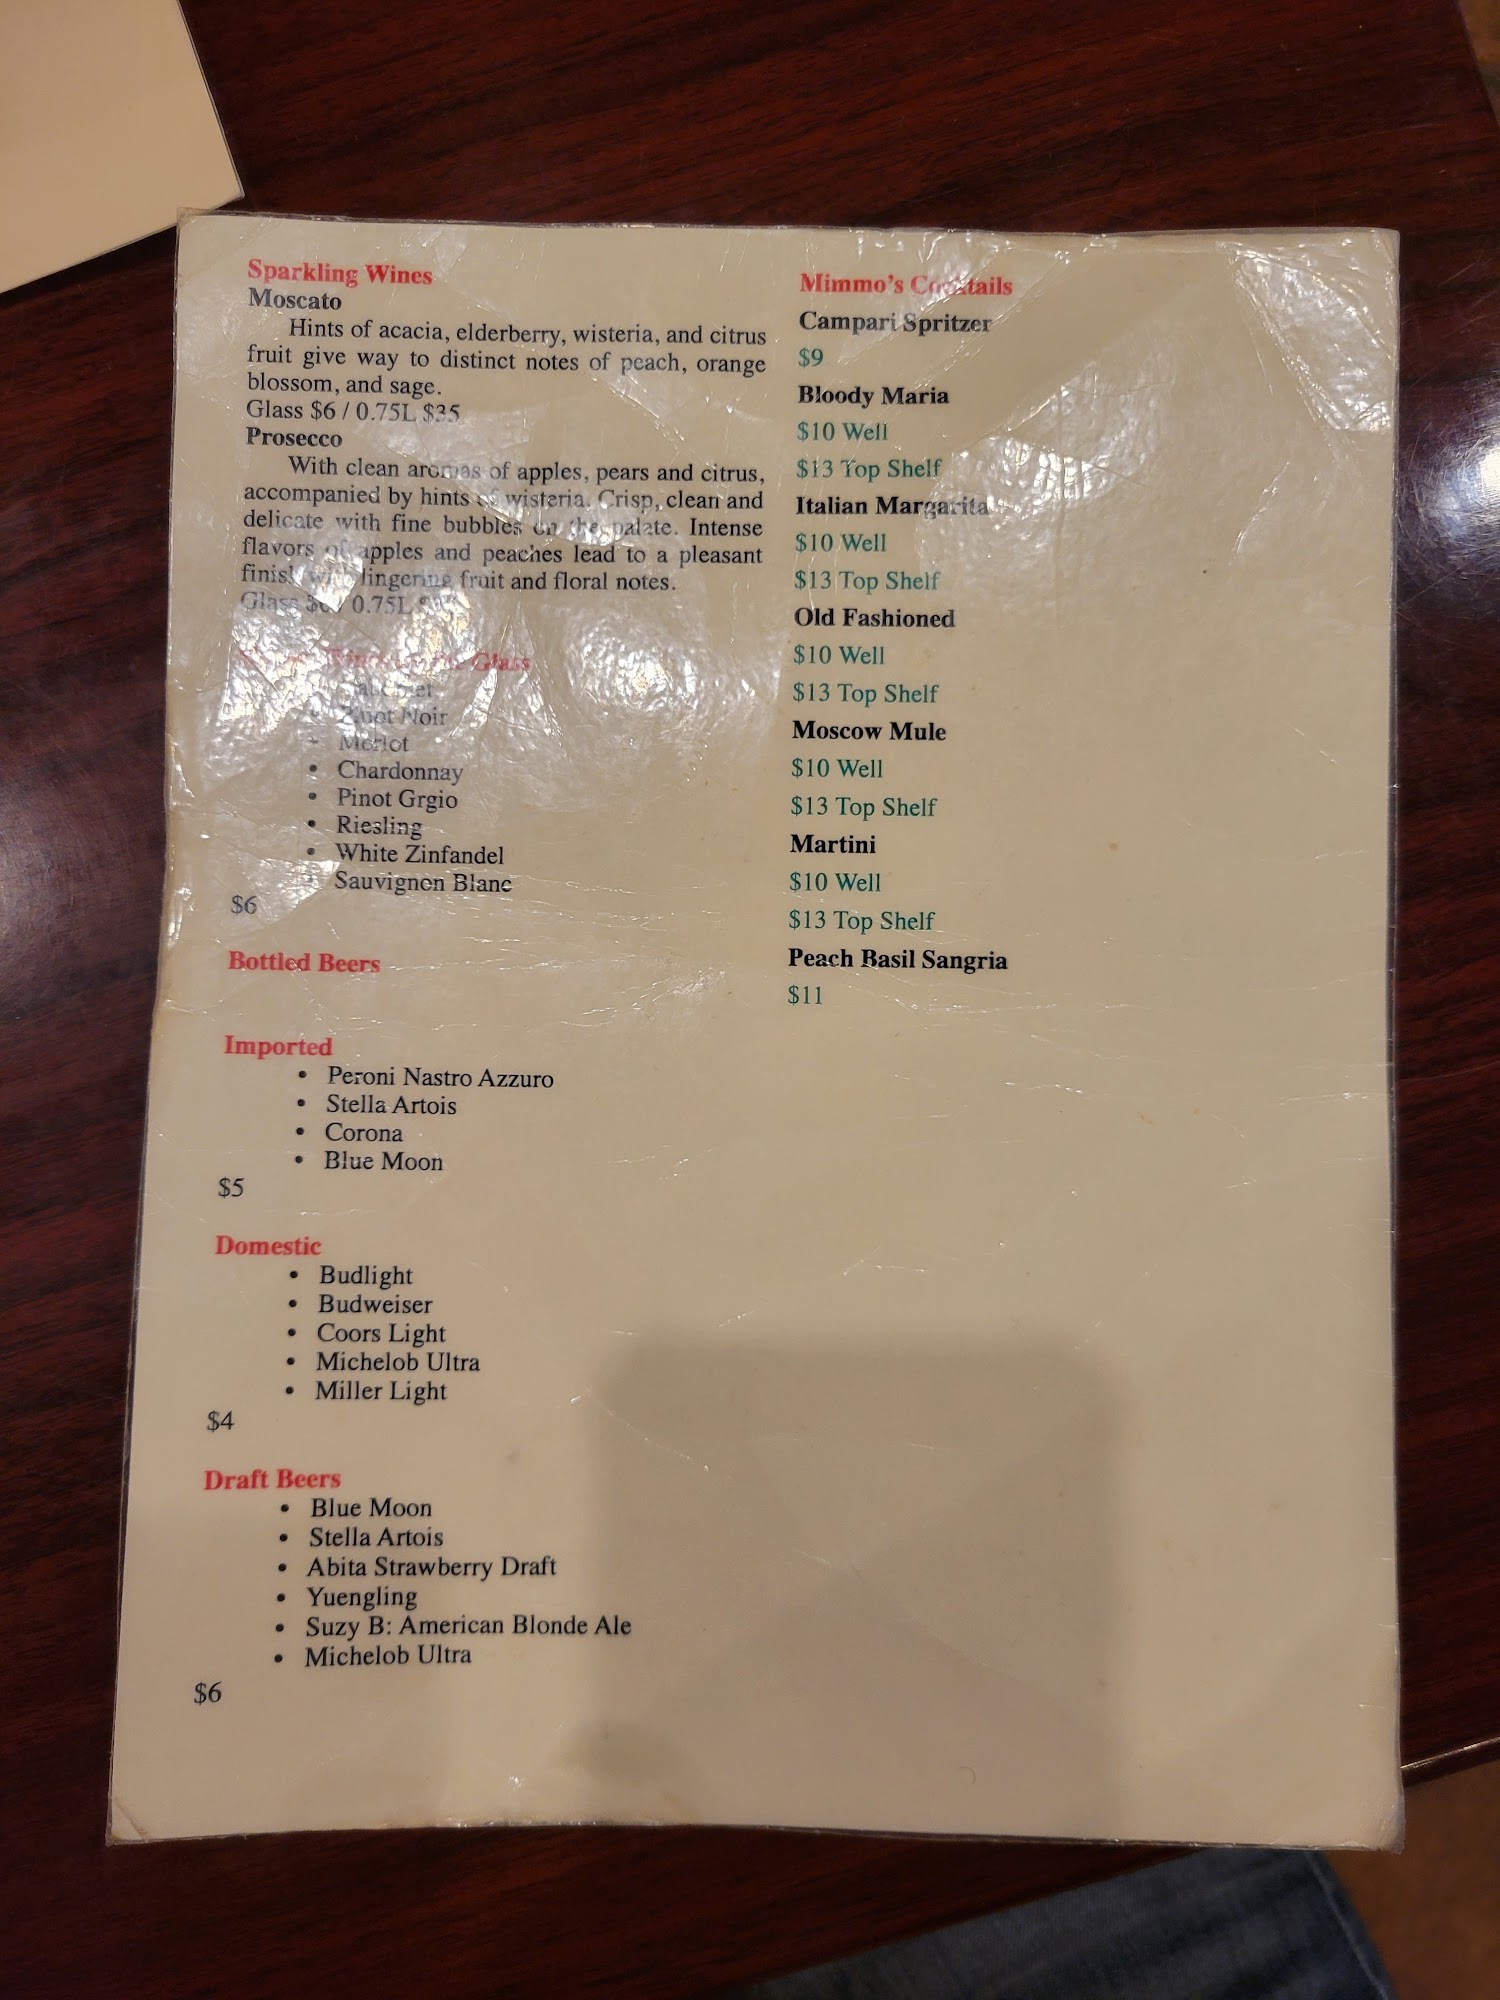 Sparkling Wines
Moscato
Hints of acacia, elderberry, wisteria, and citrus
fruit give way to distinct notes of peach, orange
blossom, and sage.
Glass $6 / 0.75L $35
Prosecco
With clean aromas of apples, pears and citrus,
accompanied by hints of wisteria. Crisp, clean and
delicate with fine bubbles on the palate. Intense
flavors of apples and peaches lead to a pleasant
finish with lingering fruit and floral notes.
Glass $6 / 0.75L
Glass
• Cabernet
• Pinot Noir
• Merlot
• Chardonnay
• Pinot Grgio
• Riesling
• White Zinfandel
• Sauvignon Blanc
$6
Bottled Beers
Imported
• Peroni Nastro Azzuro
• Stella Artois
• Corona
• Blue Moon
$5
Domestic
• Budlight
• Budweiser
• Coors Light
• Michelob Ultra
• Miller Light
$4
Draft Beers
• Blue Moon
• Stella Artois
• Abita Strawberry Draft
• Yuengling
• Suzy B: American Blonde Ale
• Michelob Ultra
$6
Mimmo's Cocktails
Campari Spritzer
$9
Bloody Maria
$10 Well
$13 Top Shelf
Italian Margarita
$10 Well
$13 Top Shelf
Old Fashioned
$10 Well
$13 Top Shelf
Moscow Mule
$10 Well
$13 Top Shelf
Martini
$10 Well
$13 Top Shelf
Peach Basil Sangria
$11